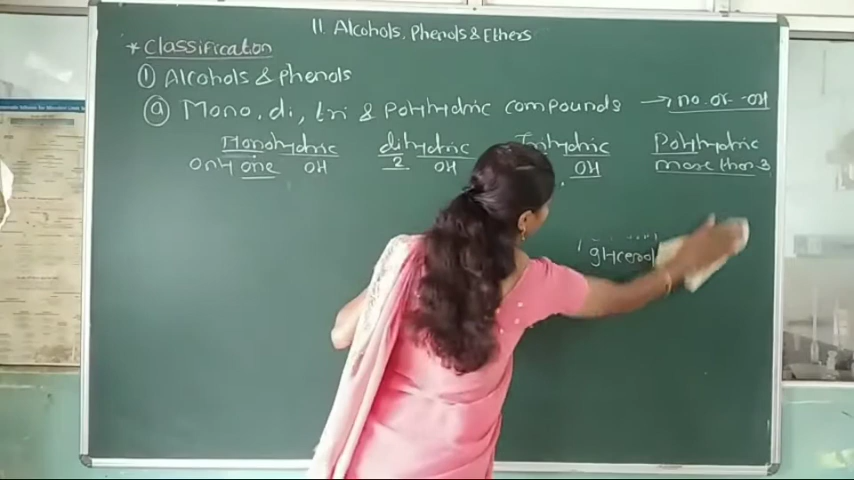 11. Alcohols, Phenols & Ethers
* Classification
① Alcohols & Phenols
ⓐ Mono, di, tri & Polyhydric compounds → no. of -OH
Monohydric dihydric Trihydric Polyhydric
only one OH 2 OH OH more than 3
glycerol